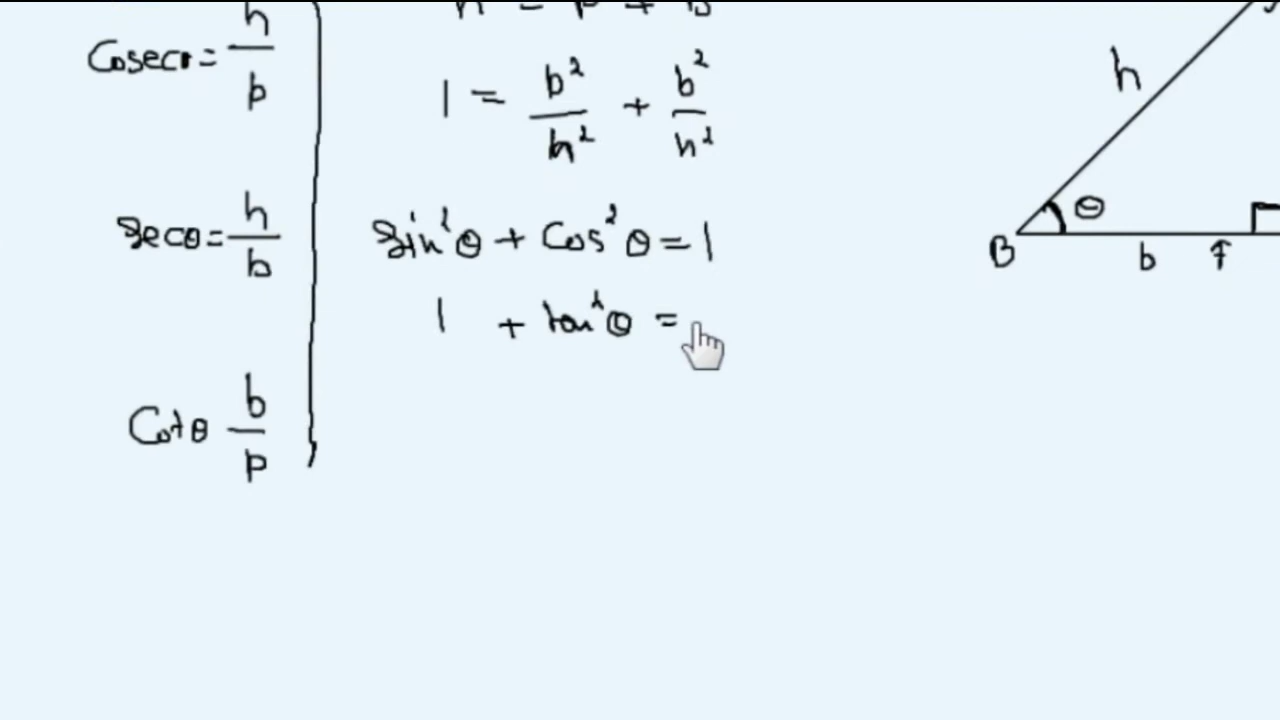 Cosecθ = h/p
1 = b²/h² + b²/h²
Secθ = h/b
Sin²θ + Cos²θ = 1
1 + tan²θ =
Cotθ b/p
h
θ
B b